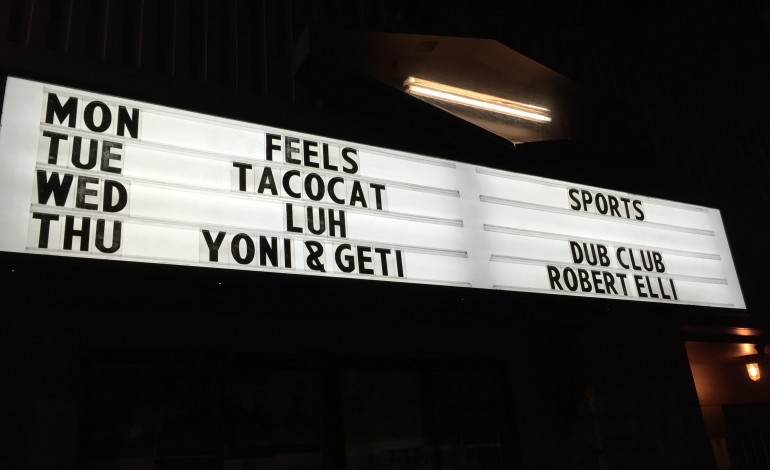 MON FEELS SPORTS
TUE TACOCAT
WED LUH DUB CLUB
THU YONI & GETI ROBERT ELLI